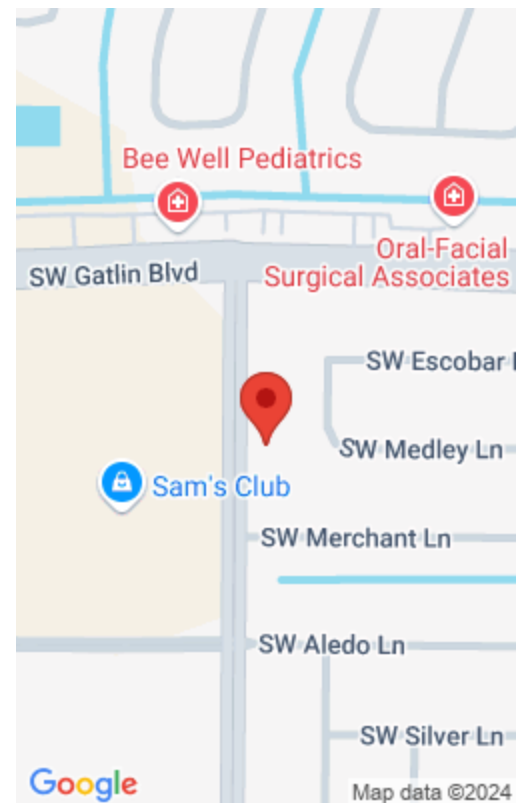 Bee Well Pediatrics
Oral-Facial
Surgical Associates
SW Gatlin Blvd
SW Escobar
SW Medley Ln
Sam's Club
SW Merchant Ln
SW Aledo Ln
SW Silver Ln
Google
Map data ©2024